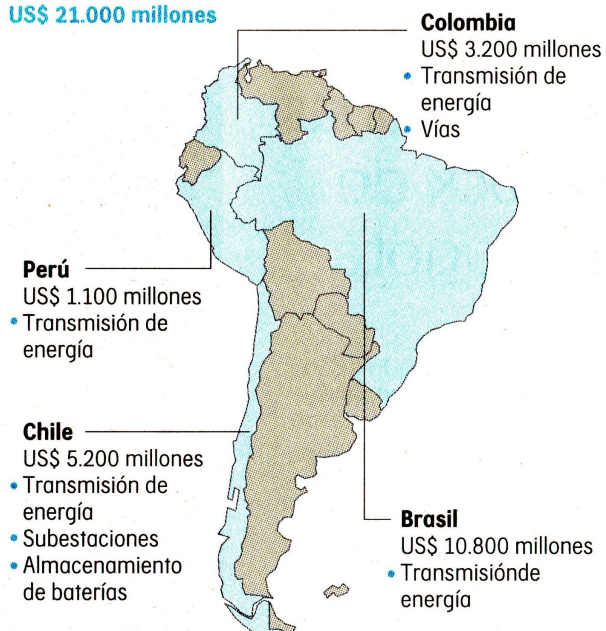 US$ 21.000 millones
Colombia
US$ 3.200 millones
• Transmisión de
energía
• Vías
Perú
US$ 1.100 millones
• Transmisión de
energía
Chile
US$ 5.200 millones
• Transmisión de
energía
• Subestaciones
• Almacenamiento
de baterías
Brasil
US$ 10.800 millones
• Transmisiónde
energía